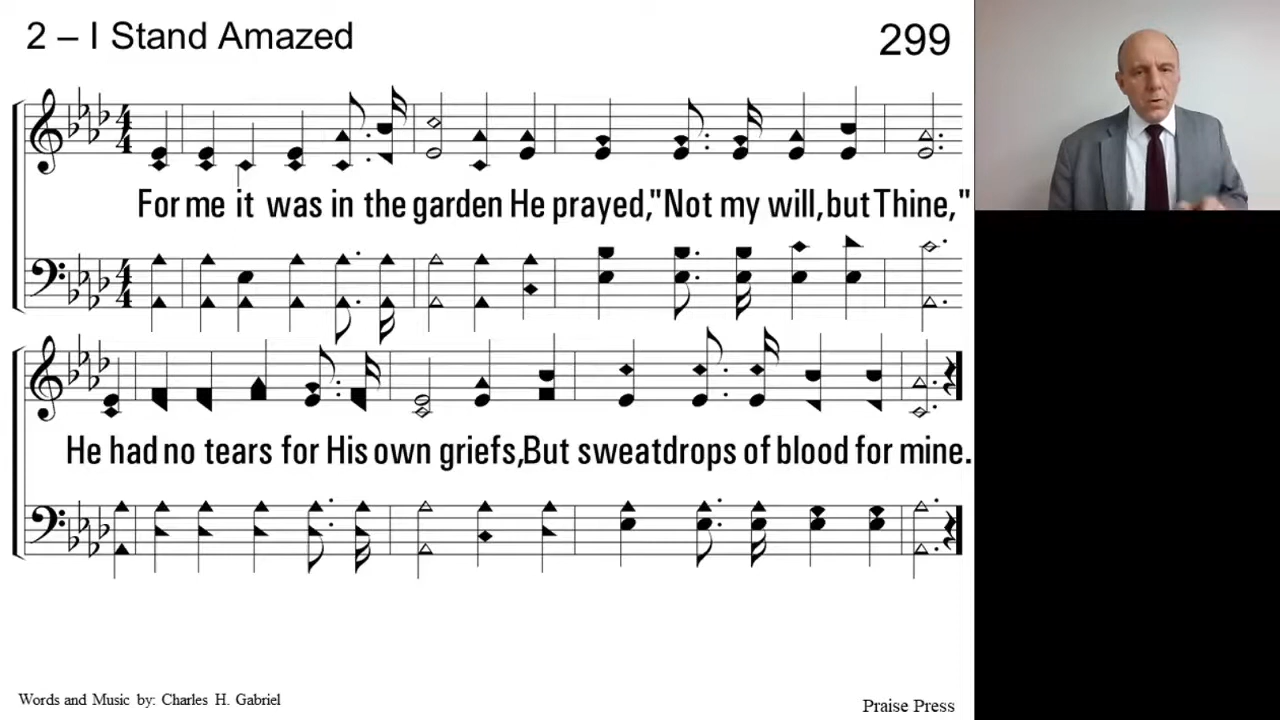 2 – I Stand Amazed
299
For me it was in the garden He prayed,"Not my will,but Thine,"
He had no tears for His own griefs,But sweatdrops of blood for mine.
Words and Music by: Charles H. Gabriel
Praise Press